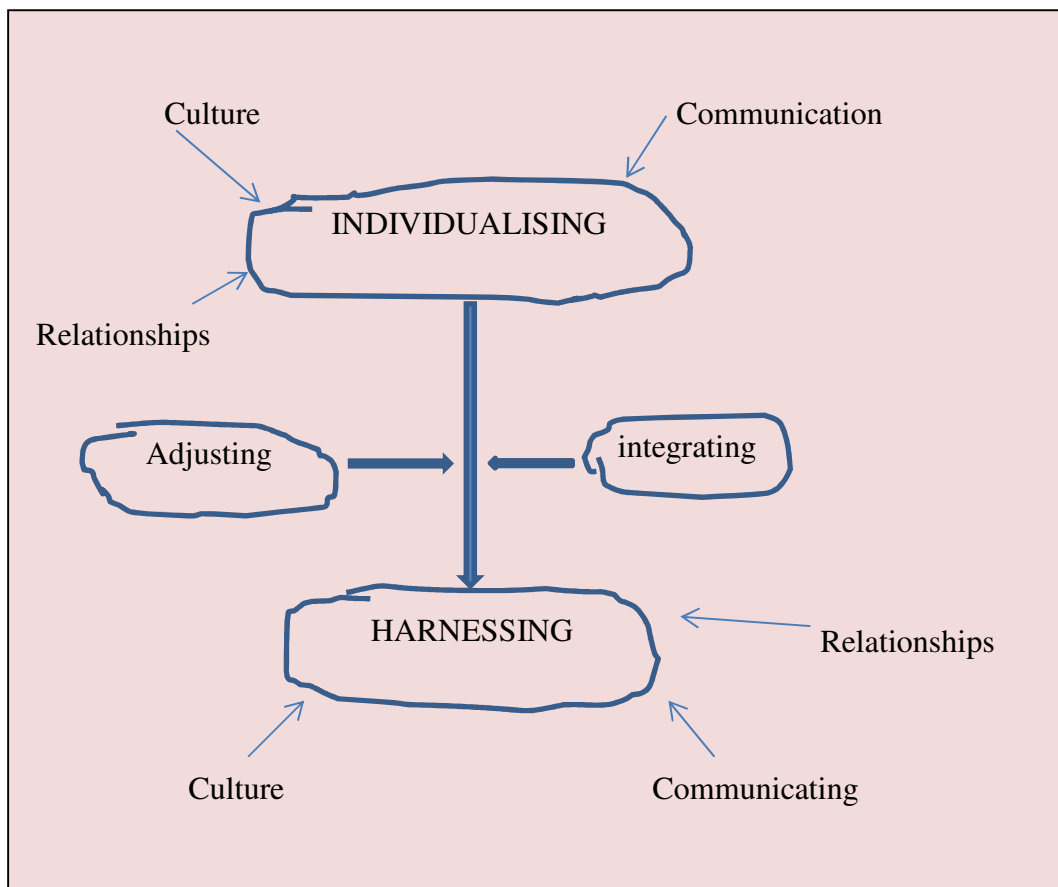 Culture
Communication
INDIVIDUALISING
Relationships
Adjusting
integrating
HARNESSING
Relationships
Culture
Communicating